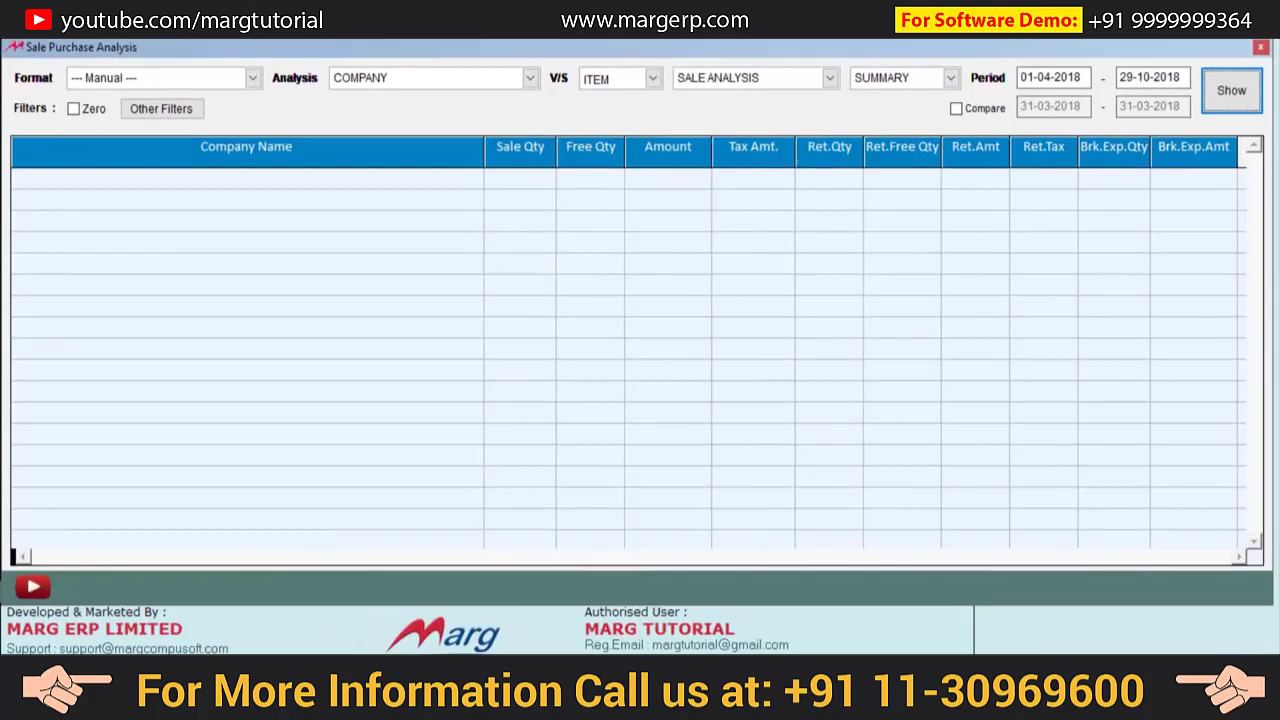 youtube.com/margtutorial www.margerp.com For Software Demo: +91 9999999364
Sale Purchase Analysis
Format --- Manual --- Analysis COMPANY V/S ITEM SALE ANALYSIS SUMMARY Period 01-04-2018 - 29-10-2018 Show
Filters : Zero Other Filters Compare 31-03-2018 - 31-03-2018
Company Name Sale Qty Free Qty Amount Tax Amt. Ret.Qty Ret.Free Qty Ret.Amt Ret.Tax Brk.Exp.Qty Brk.Exp.Amt
Developed & Marketed By : Authorised User :
MARG ERP LIMITED Marg MARG TUTORIAL
Support : support@margcompusoft.com Reg.Email : margtutorial@gmail.com
For More Information Call us at: +91 11-30969600